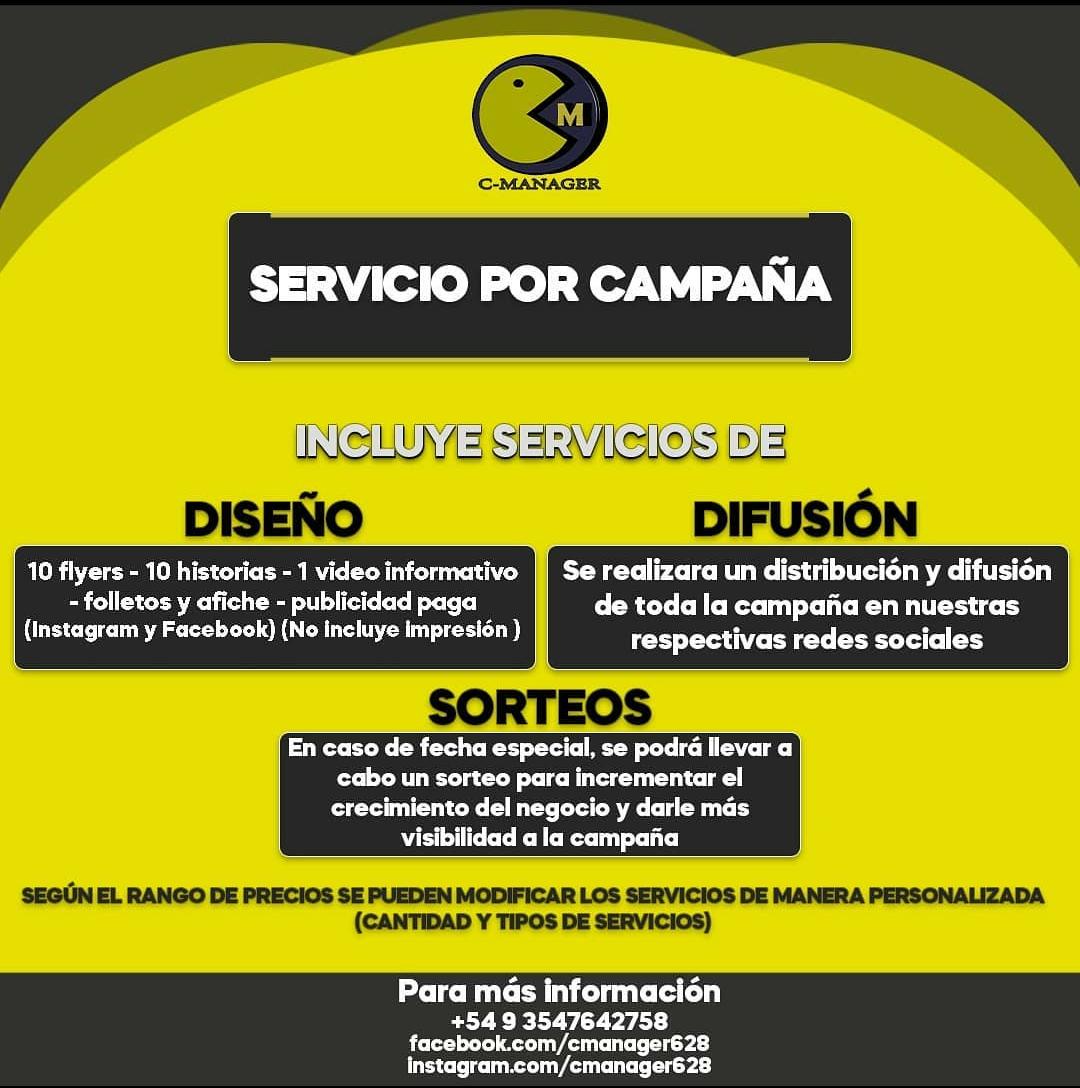 M
C-MANAGER
SERVICIO POR CAMPAÑA
INCLUYE SERVICIOS DE
DISEÑO
10 flyers - 10 historias - 1 video informativo
- folletos y afiche - publicidad paga
(Instagram y Facebook) (No incluye impresión )
DIFUSIÓN
Se realizara un distribución y difusión
de toda la campaña en nuestras
respectivas redes sociales
SORTEOS
En caso de fecha especial, se podrá llevar a
cabo un sorteo para incrementar el
crecimiento del negocio y darle más
visibilidad a la campaña
SEGÚN EL RANGO DE PRECIOS SE PUEDEN MODIFICAR LOS SERVICIOS DE MANERA PERSONALIZADA
(CANTIDAD Y TIPOS DE SERVICIOS)
Para más información
+54 9 3547642758
facebook.com/cmanager628
instagram.com/cmanager628